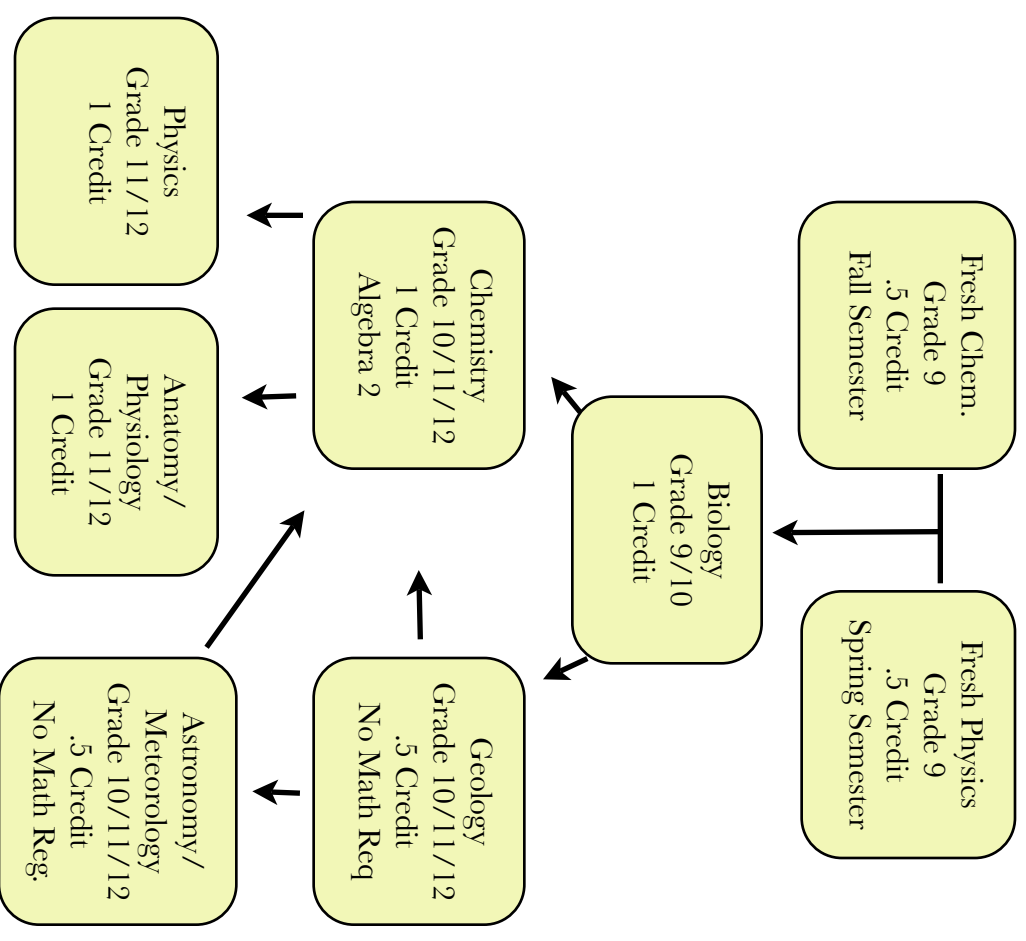 Fresh Chem.
Grade 9
.5 Credit
Fall Semester
Fresh Physics
Grade 9
.5 Credit
Spring Semester
Biology
Grade 9/10
1 Credit
Chemistry
Grade 10/11/12
1 Credit
Algebra 2
Geology
Grade 10/11/12
.5 Credit
No Math Req
Physics
Grade 11/12
1 Credit
Anatomy/
Physiology
Grade 11/12
1 Credit
Astronomy/
Meteorology
Grade 10/11/12
.5 Credit
No Math Reg.